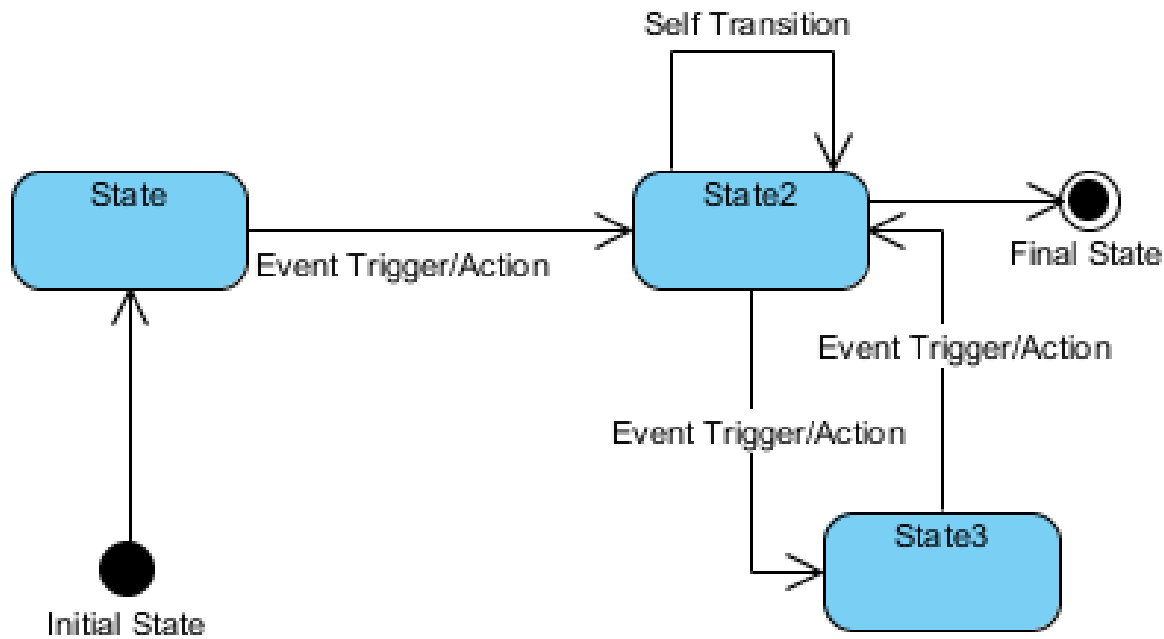 Self Transition
State
State2
Event Trigger/Action
Final State
Event Trigger/Action
Event Trigger/Action
State3
Initial State